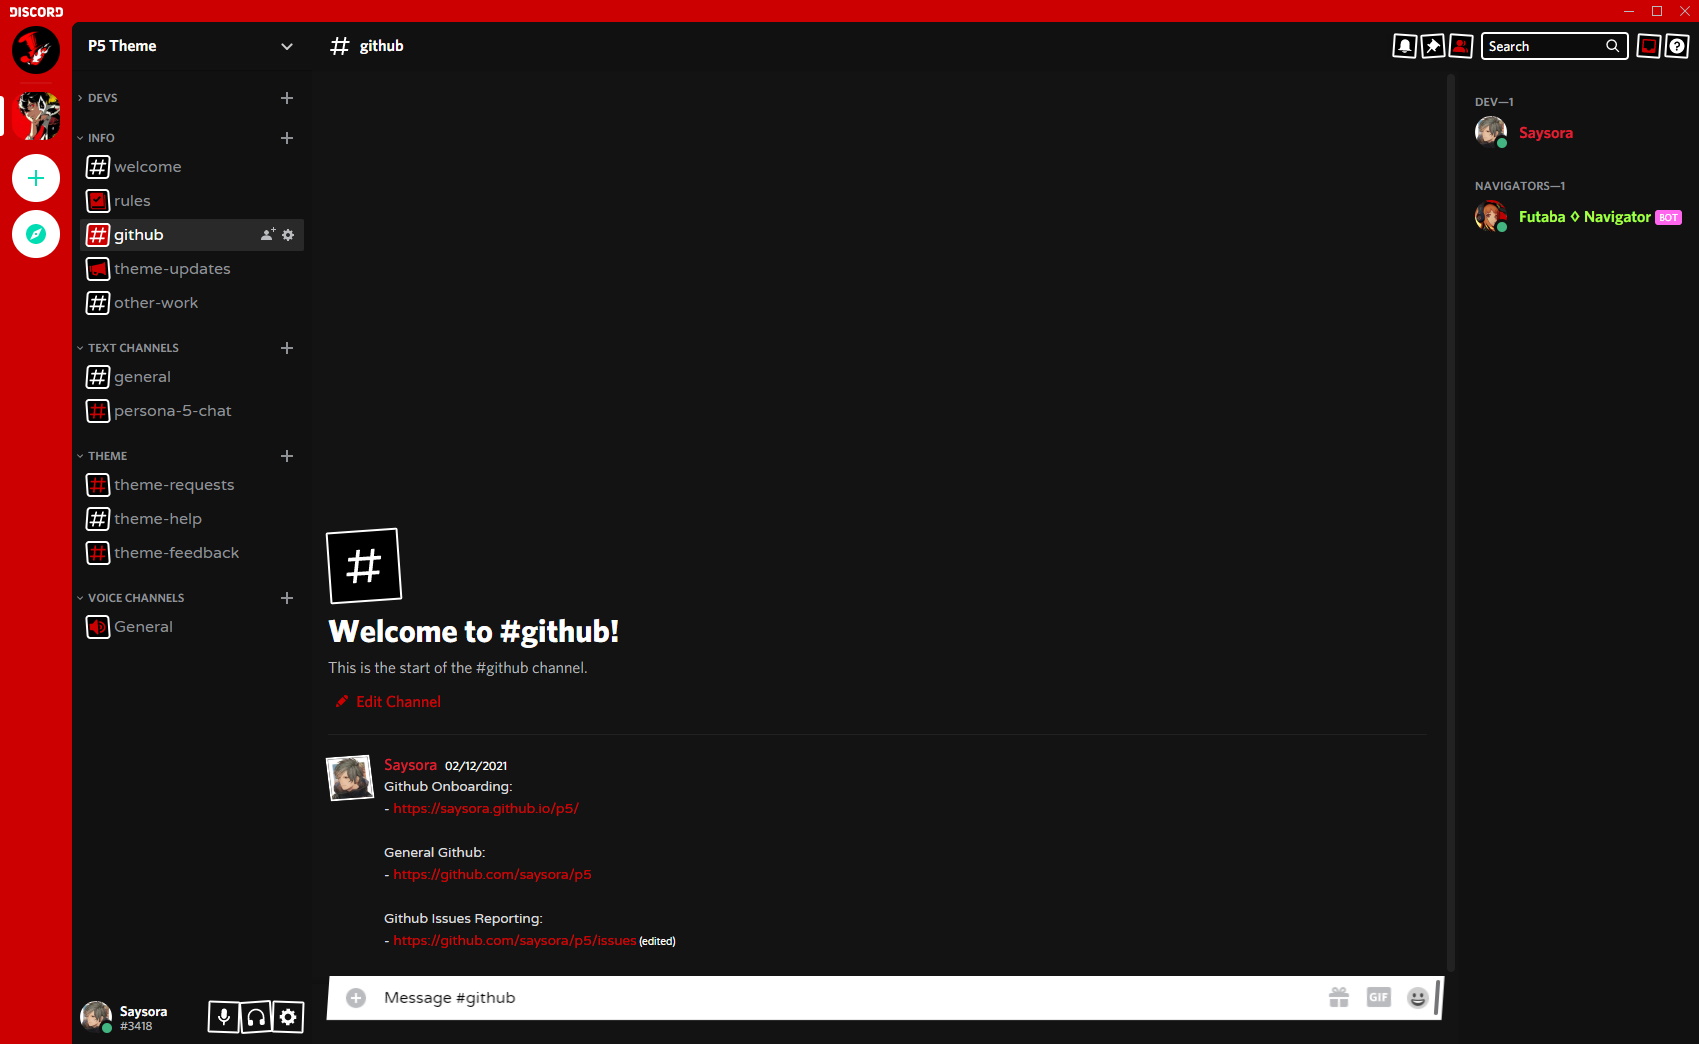 DISCORD
P5 Theme
github
Search
DEVS
INFO
welcome
rules
github
theme-updates
other-work
TEXT CHANNELS
general
persona-5-chat
THEME
theme-requests
theme-help
theme-feedback
VOICE CHANNELS
General
Saysora
#3418
#
Welcome to #github!
This is the start of the #github channel.
Edit Channel
Saysora 02/12/2021
Github Onboarding:
- https://saysora.github.io/p5/
General Github:
- https://github.com/saysora/p5
Github Issues Reporting:
- https://github.com/saysora/p5/issues (edited)
Message #github
GIF
DEV—1
Saysora
NAVIGATORS—1
Futaba ◊ Navigator BOT